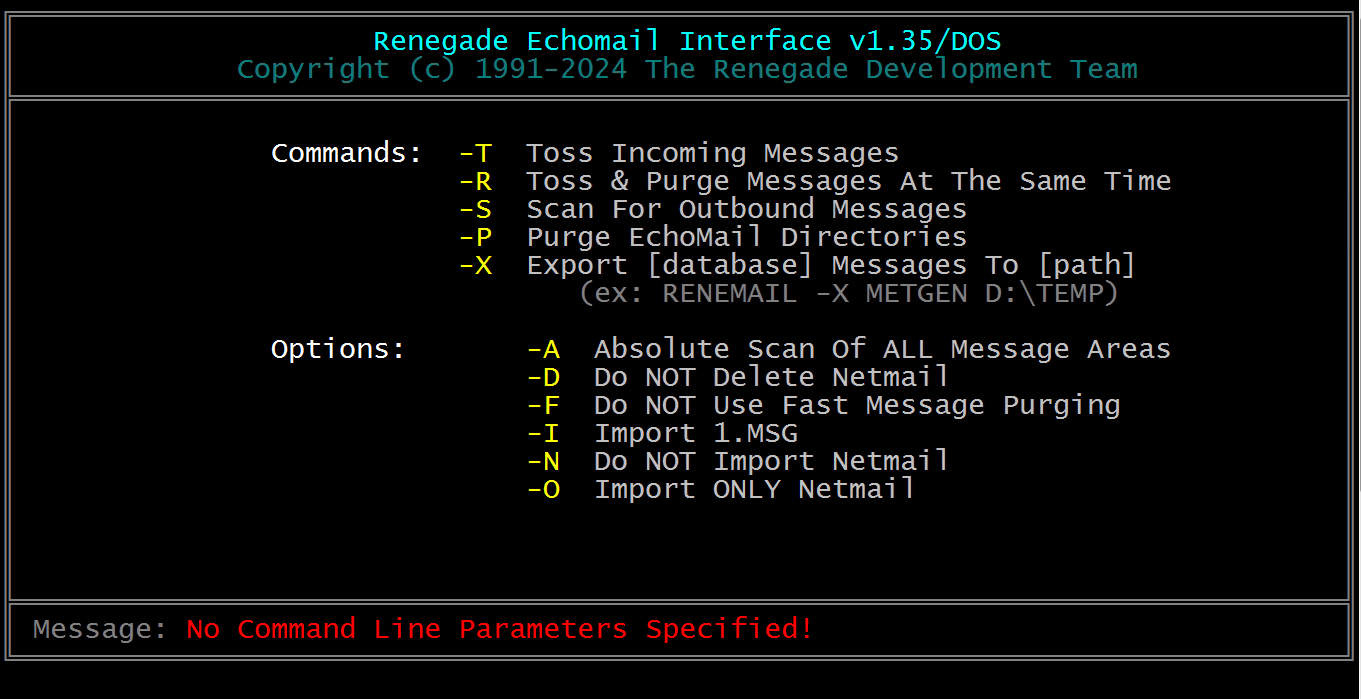 Renegade Echomail Interface v1.35/DOS
Copyright (c) 1991-2024 The Renegade Development Team
Commands: -T Toss Incoming Messages
-R Toss & Purge Messages At The Same Time
-S Scan For Outbound Messages
-P Purge EchoMail Directories
-X Export [database] Messages To [path]
(ex: RENEMAIL -X METGEN D:\TEMP)
Options: -A Absolute Scan Of ALL Message Areas
-D Do NOT Delete Netmail
-F Do NOT Use Fast Message Purging
-I Import 1.MSG
-N Do NOT Import Netmail
-O Import ONLY Netmail
Message: No Command Line Parameters Specified!